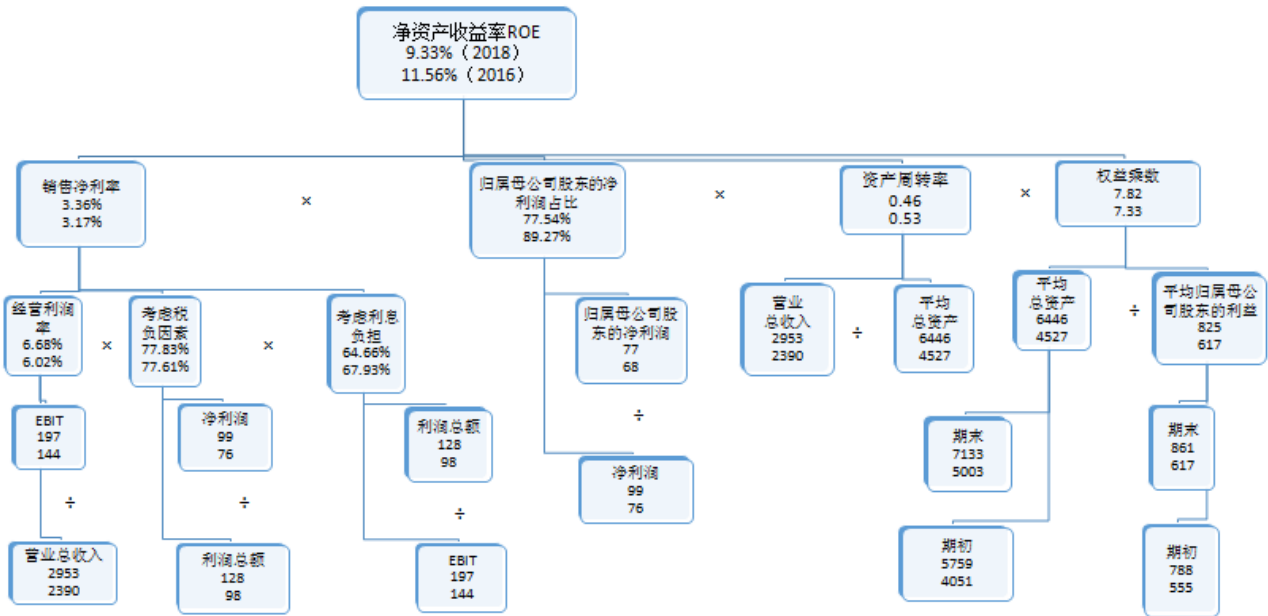 净资产收益率ROE
9.33%（2018）
11.56%（2016）
销售净利率
3.36%
3.17%
×
归属母公司股东的净
利润占比
77.54%
89.27%
×
资产周转率
0.46
0.53
×
权益乘数
7.82
7.33
经营利润
率
6.68%
6.02%
×
考虑税
负因素
77.83%
77.61%
×
考虑利息
负担
64.66%
67.93%
归属母公司股
东的净利润
77
68
营业
总收入
2953
2390
÷
平均
总资产
6446
4527
平均
总资产
6446
4527
÷
平均归属母公
司股东的利益
825
617
EBIT
197
144
净利润
99
76
利润总额
128
98
÷
净利润
99
76
期末
7133
5003
期末
861
617
÷
÷
÷
营业总收入
2953
2390
利润总额
128
98
EBIT
197
144
期初
5759
4051
期初
788
555